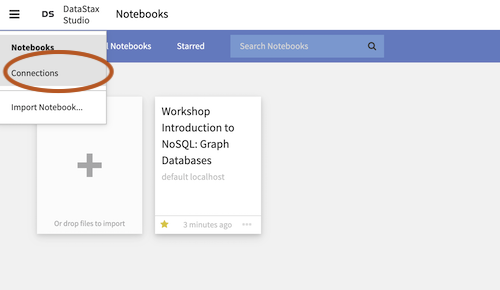 DS
DataStax
Studio
Notebooks
Notebooks
Notebooks
Starred
Search Notebooks
Connections
Import Notebook...
Workshop
Introduction to
NoSQL: Graph
Databases
default localhost
Or drop files to import
3 minutes ago